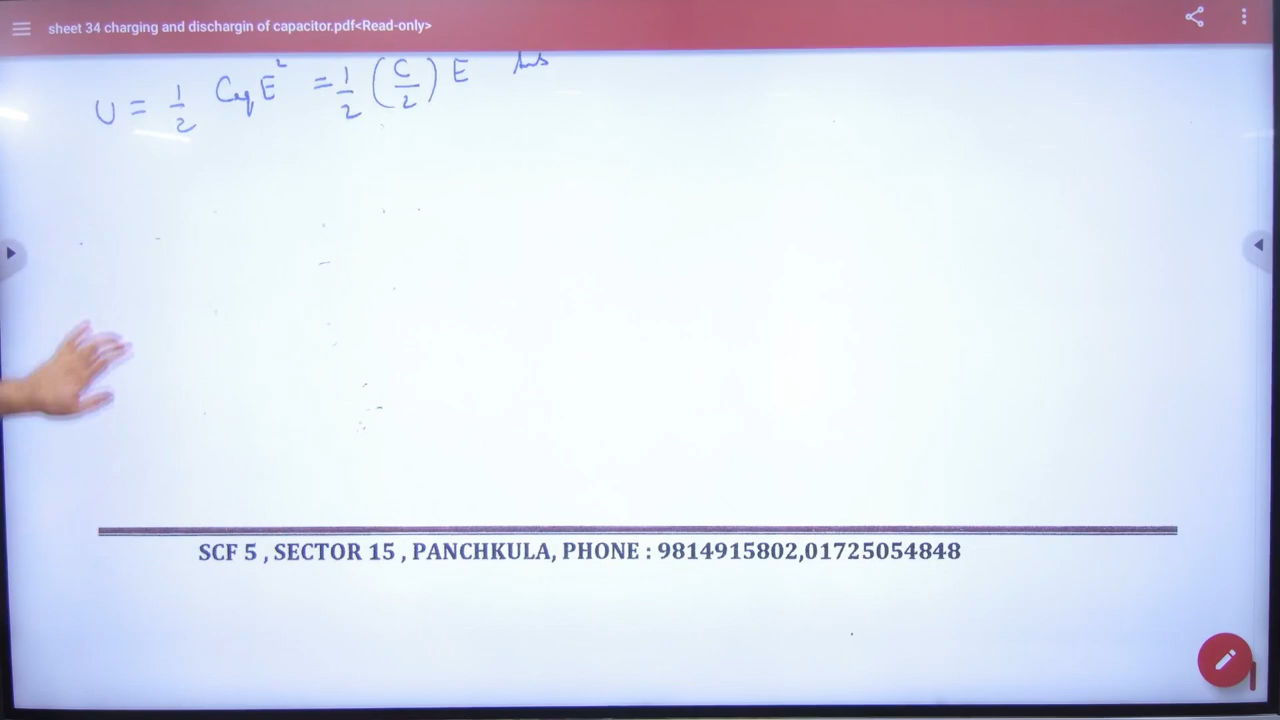 sheet 34 charging and dischargin of capacitor.pdf<Read-only>
U = 1/2 Ceq E² = 1/2 (C/2) E Ans
SCF 5 , SECTOR 15 , PANCHKULA, PHONE : 9814915802,01725054848